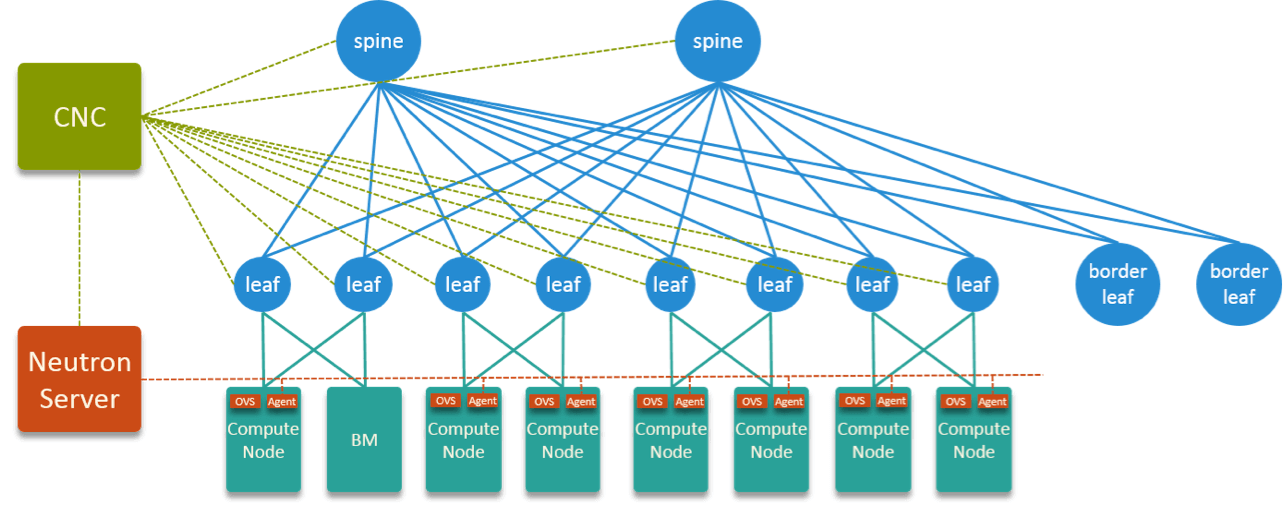 spine
spine
CNC
leaf
leaf
leaf
leaf
leaf
leaf
leaf
leaf
border
leaf
border
leaf
Neutron
Server
OVS Agent
Compute
Node
BM
OVS Agent
Compute
Node
OVS Agent
Compute
Node
OVS Agent
Compute
Node
OVS Agent
Compute
Node
OVS Agent
Compute
Node
OVS Agent
Compute
Node